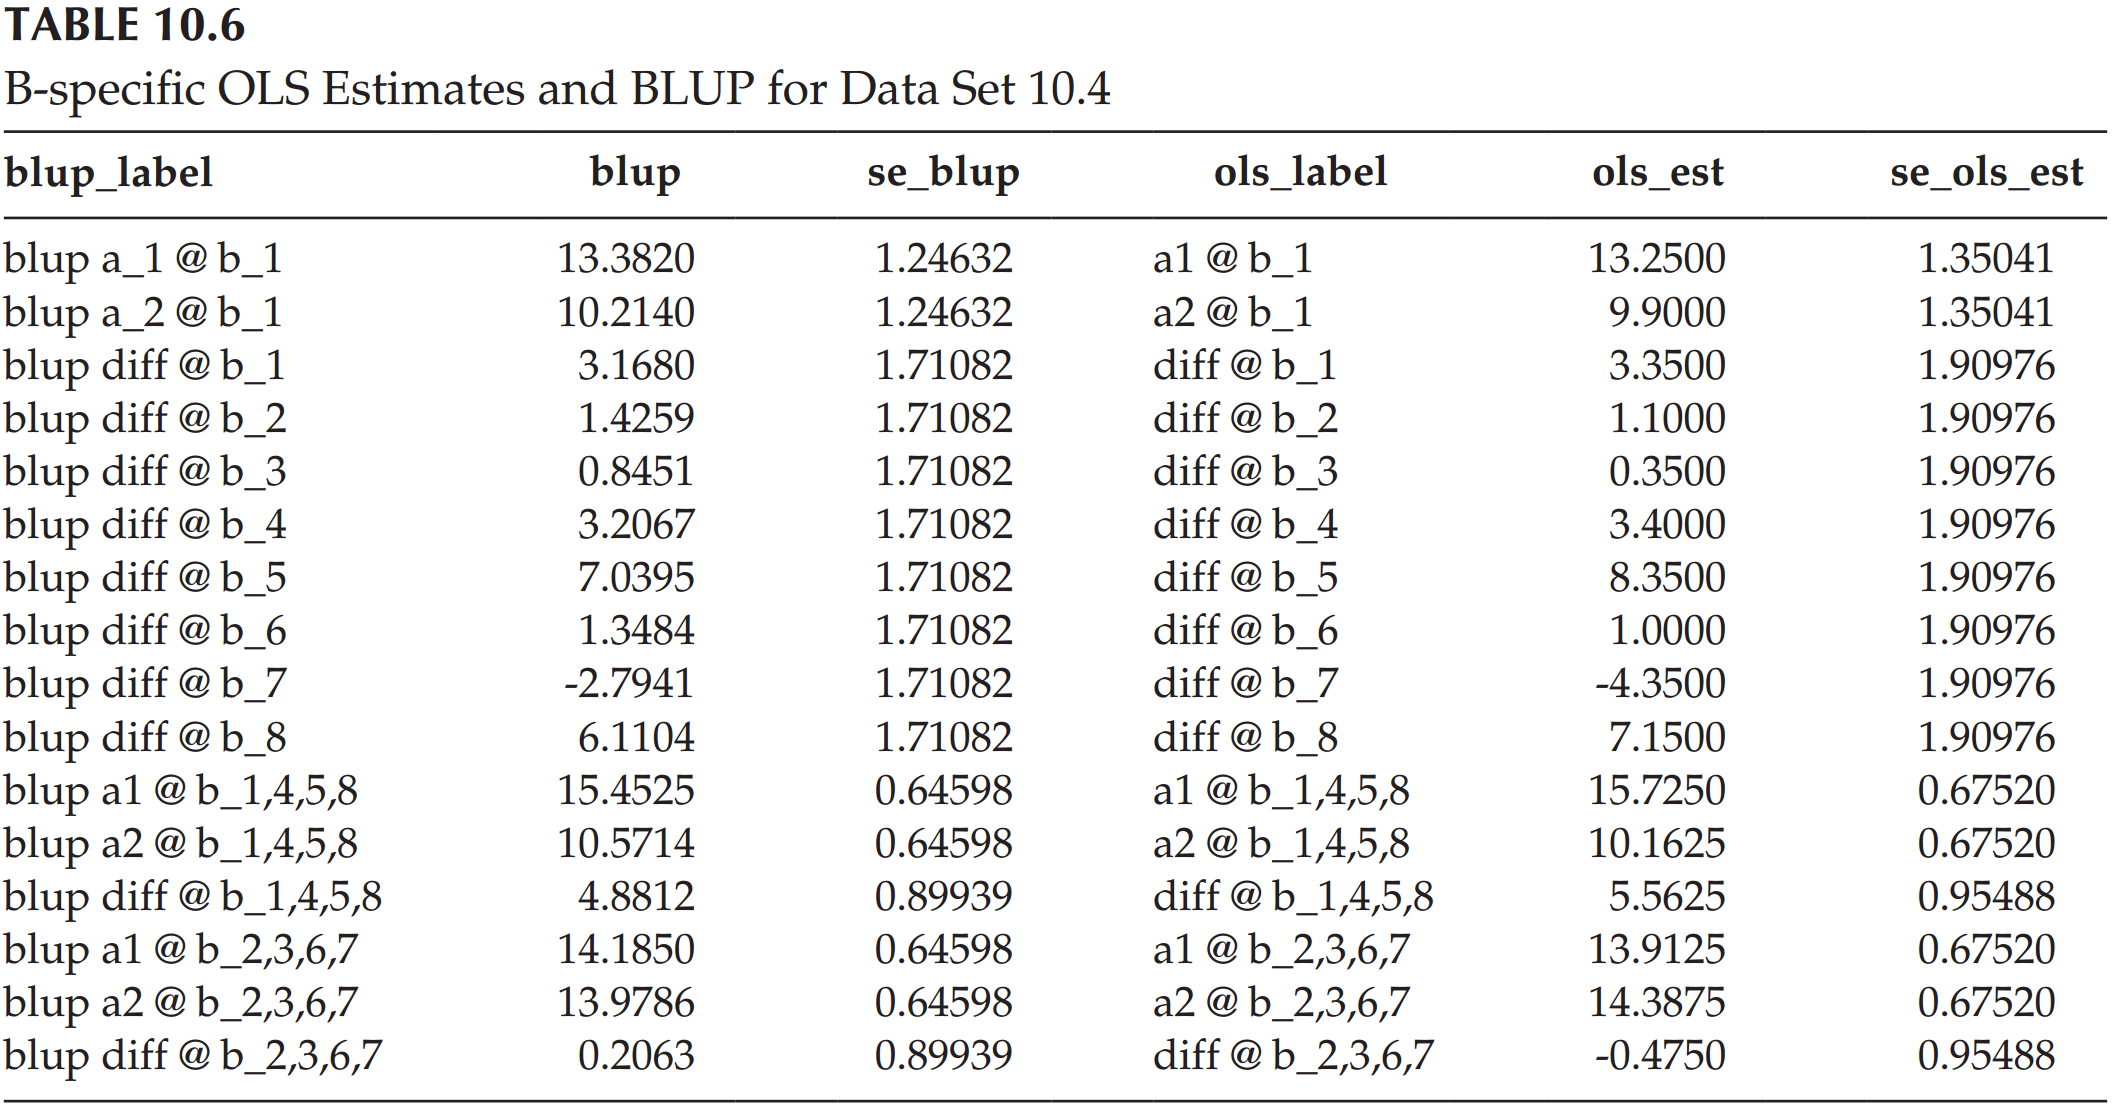 TABLE 10.6
B-specific OLS Estimates and BLUP for Data Set 10.4
blup_label blup se_blup ols_label ols_est se_ols_est
blup a_1 @ b_1 13.3820 1.24632 a1 @ b_1 13.2500 1.35041
blup a_2 @ b_1 10.2140 1.24632 a2 @ b_1 9.9000 1.35041
blup diff @ b_1 3.1680 1.71082 diff @ b_1 3.3500 1.90976
blup diff @ b_2 1.4259 1.71082 diff @ b_2 1.1000 1.90976
blup diff @ b_3 0.8451 1.71082 diff @ b_3 0.3500 1.90976
blup diff @ b_4 3.2067 1.71082 diff @ b_4 3.4000 1.90976
blup diff @ b_5 7.0395 1.71082 diff @ b_5 8.3500 1.90976
blup diff @ b_6 1.3484 1.71082 diff @ b_6 1.0000 1.90976
blup diff @ b_7 -2.7941 1.71082 diff @ b_7 -4.3500 1.90976
blup diff @ b_8 6.1104 1.71082 diff @ b_8 7.1500 1.90976
blup a1 @ b_1,4,5,8 15.4525 0.64598 a1 @ b_1,4,5,8 15.7250 0.67520
blup a2 @ b_1,4,5,8 10.5714 0.64598 a2 @ b_1,4,5,8 10.1625 0.67520
blup diff @ b_1,4,5,8 4.8812 0.89939 diff @ b_1,4,5,8 5.5625 0.95488
blup a1 @ b_2,3,6,7 14.1850 0.64598 a1 @ b_2,3,6,7 13.9125 0.67520
blup a2 @ b_2,3,6,7 13.9786 0.64598 a2 @ b_2,3,6,7 14.3875 0.67520
blup diff @ b_2,3,6,7 0.2063 0.89939 diff @ b_2,3,6,7 -0.4750 0.95488